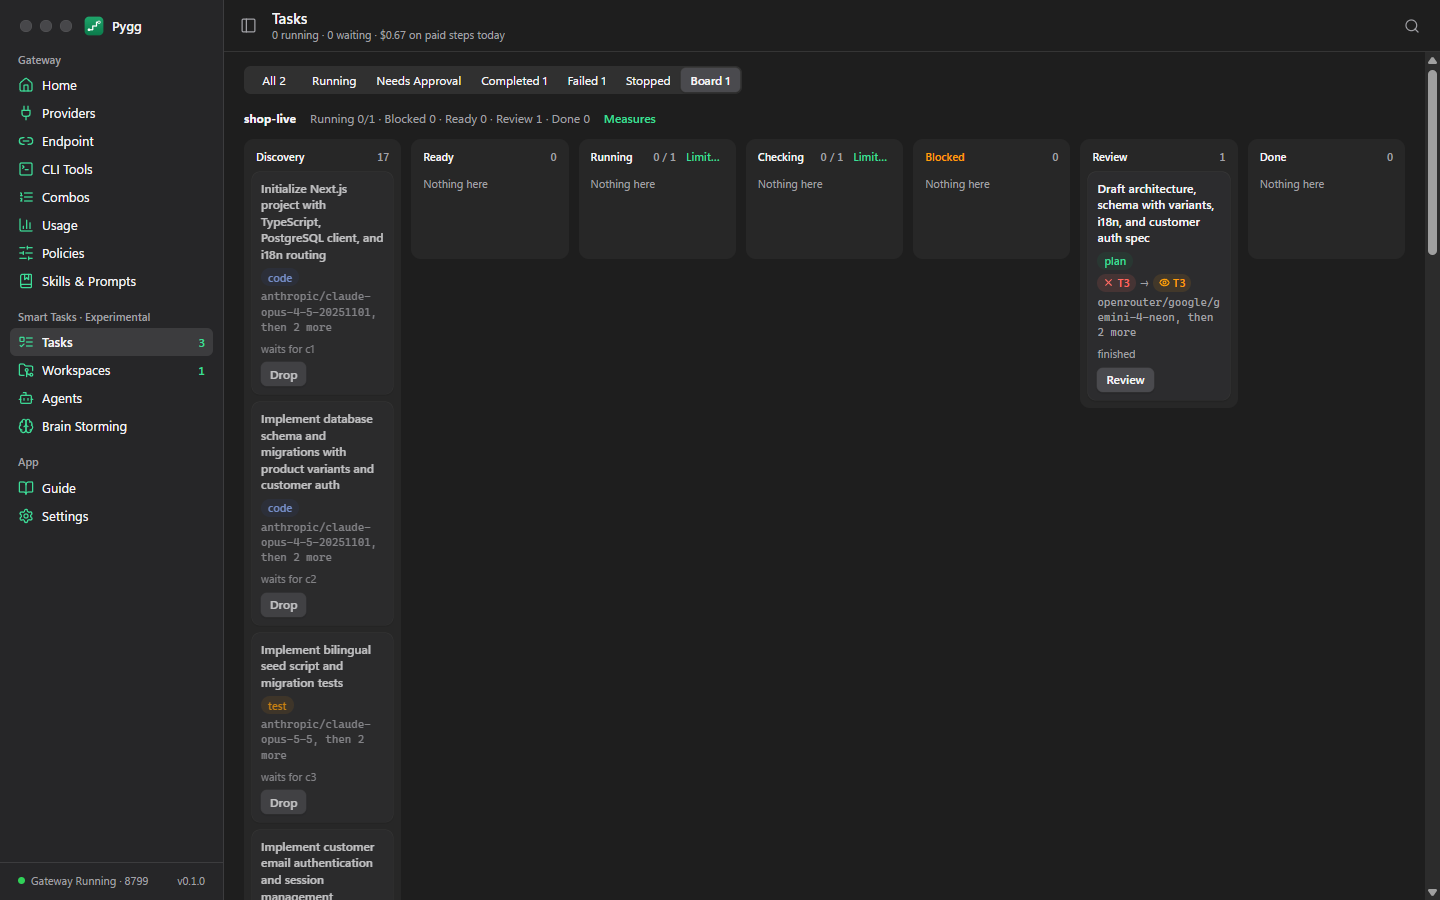 Pygg
Gateway
Home
Providers
Endpoint
CLI Tools
Combos
Usage
Policies
Skills & Prompts
Smart Tasks · Experimental
Tasks 3
Workspaces 1
Agents
Brain Storming
App
Guide
Settings
Gateway Running · 8799 v0.1.0
Tasks
0 running · 0 waiting · $0.67 on paid steps today
All 2 Running Needs Approval Completed 1 Failed 1 Stopped Board 1
shop-live Running 0/1 · Blocked 0 · Ready 0 · Review 1 · Done 0 Measures
Discovery 17
Initialize Next.js
project with
TypeScript,
PostgreSQL client, and
i18n routing
code
anthropic/claude-
opus-4-5-20251101,
then 2 more
waits for c1
Drop
Implement database
schema and
migrations with
product variants and
customer auth
code
anthropic/claude-
opus-4-5-20251101,
then 2 more
waits for c2
Drop
Implement bilingual
seed script and
migration tests
test
anthropic/claude-
opus-5-5, then 2
more
waits for c3
Drop
Implement customer
email authentication
and session
management
Ready 0
Nothing here
Running 0 / 1 Limit...
Nothing here
Checking 0 / 1 Limit...
Nothing here
Blocked 0
Nothing here
Review 1
Draft architecture,
schema with variants,
i18n, and customer
auth spec
plan
T3 → T3
openrouter/google/g
emini-4-neon, then
2 more
finished
Review
Done 0
Nothing here